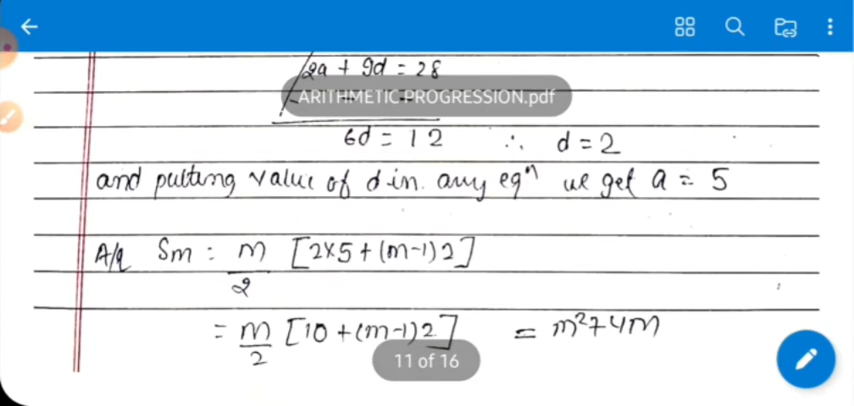 2a + 9d = 28
ARITHMETIC PROGRESSION.pdf
6d = 12 ∴ d = 2
and putting value of d in any eqⁿ we get a = 5
A/q Sm = m/2 [2×5 + (m-1)2]
= m/2 [10 + (m-1)2] = m²+4m
11 of 16